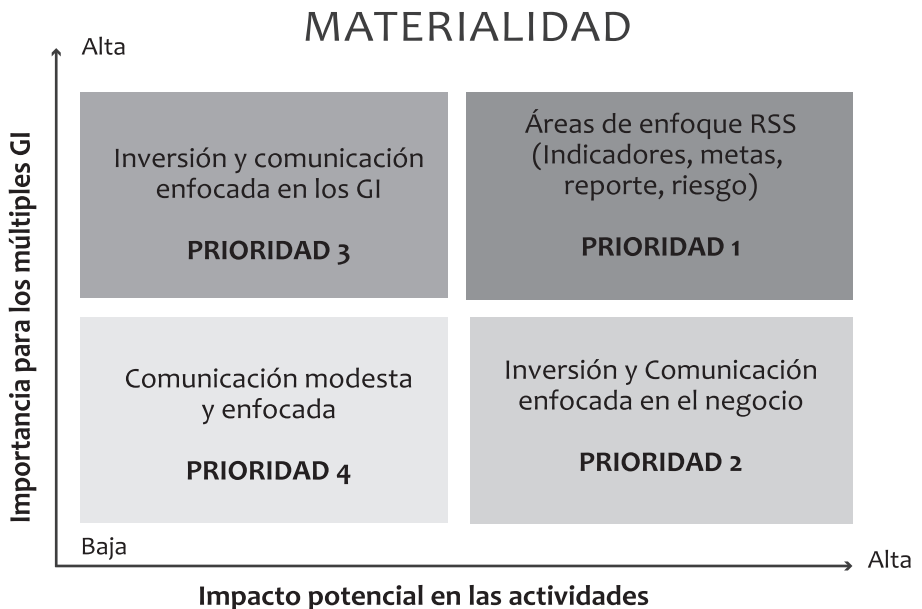 MATERIALIDAD
Alta
Importancia para los múltiples GI
Inversión y comunicación
enfocada en los GI
PRIORIDAD 3
Áreas de enfoque RSS
(Indicadores, metas,
reporte, riesgo)
PRIORIDAD 1
Comunicación modesta
y enfocada
PRIORIDAD 4
Inversión y Comunicación
enfocada en el negocio
PRIORIDAD 2
Baja
Alta
Impacto potencial en las actividades